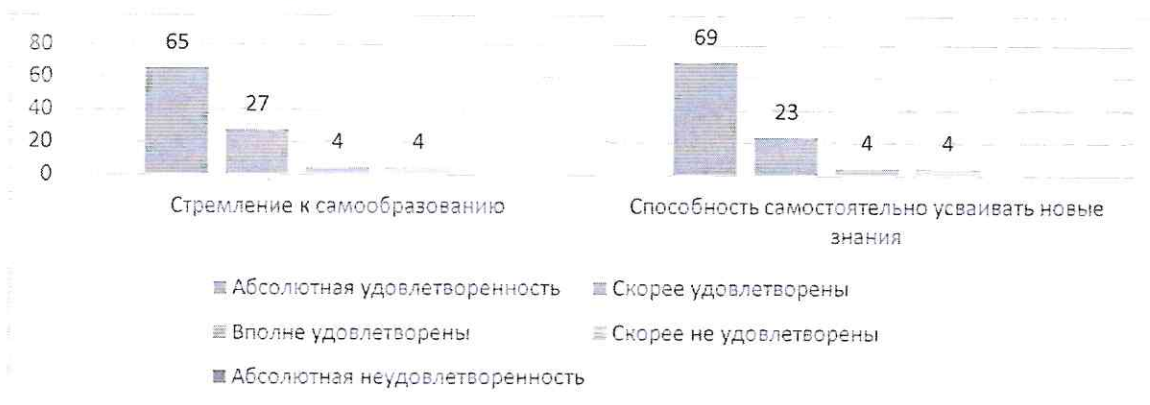 80
60
40
20
0
65
27
4
4
69
23
4
4
Стремление к самообразованию
Способность самостоятельно усваивать новые
знания
Абсолютная удовлетворенность
Скорее удовлетворены
Вполне удовлетворены
Скорее не удовлетворены
Абсолютная неудовлетворенность